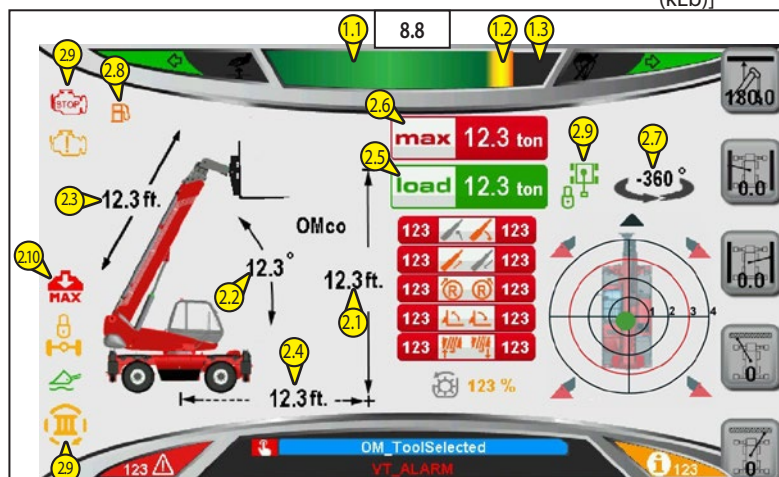 (kLb)]
1.1
8.8
1.2
1.3
29
2.8
STOP
2.6
max 12.3 ton
2.5
load 12.3 ton
2.9
2.7
-360 °
180.0
23
12.3 ft.
OMco
123 123
0.0
2.10
MAX
2.2
12.3°
12.3 ft.
2.1
123 123
123 (R) (R) 123
123 123
123 123
1 2 3 4
0.0
2.4
12.3 ft.
123 %
0
29
OM_ToolSelected
VT_ALARM
123
i 123
0